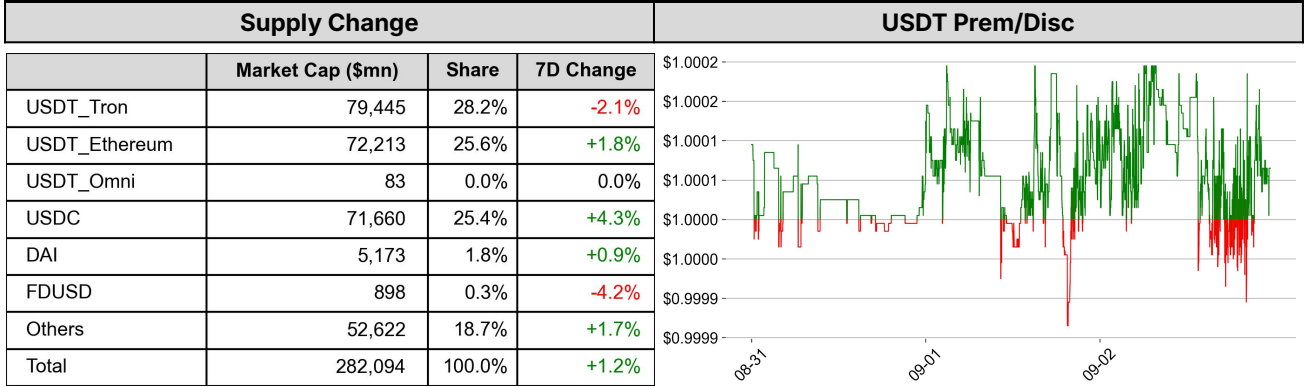 Supply Change
Market Cap ($mn) Share 7D Change
USDT_Tron 79,445 28.2% -2.1%
USDT_Ethereum 72,213 25.6% +1.8%
USDT_Omni 83 0.0% 0.0%
USDC 71,660 25.4% +4.3%
DAI 5,173 1.8% +0.9%
FDUSD 898 0.3% -4.2%
Others 52,622 18.7% +1.7%
Total 282,094 100.0% +1.2%
USDT Prem/Disc
$1.0002
$1.0002
$1.0001
$1.0001
$1.0000
$1.0000
$0.9999
$0.9999
08-31 09-01 09-02